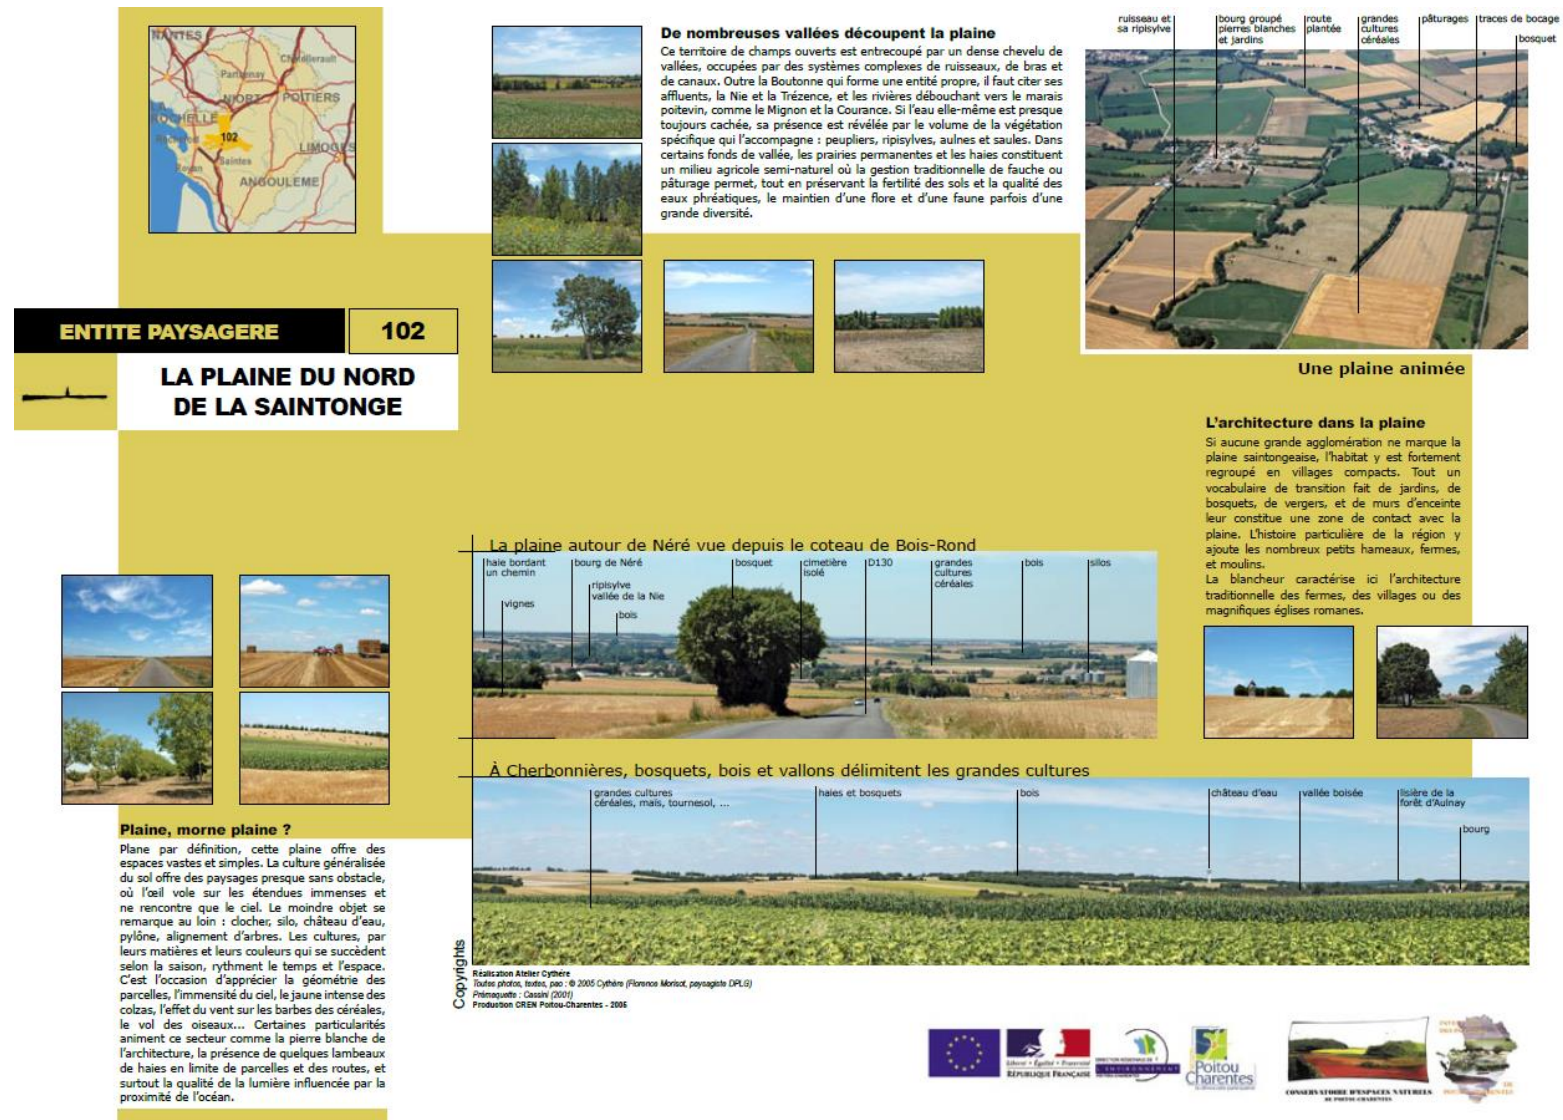 NANTES
Châtellerault
Parthenay
NIORT
POITIERS
ROCHELLE
102
LIMOGES
Saintes
Royan
ANGOULEME
ENTITE PAYSAGERE
102
LA PLAINE DU NORD
DE LA SAINTONGE
De nombreuses vallées découpent la plaine
Ce territoire de champs ouverts est entrecoupé par un dense chevelu de
vallées, occupées par des systèmes complexes de ruisseaux, de bras et
de canaux. Outre la Boutonne qui forme une entité propre, il faut citer ses
affluents, la Nie et la Trézence, et les rivières débouchant vers le marais
poitevin, comme le Mignon et la Courance. Si l'eau elle-même est presque
toujours cachée, sa présence est révélée par le volume de la végétation
spécifique qui l'accompagne : peupliers, ripisylves, aulnes et saules. Dans
certains fonds de vallée, les prairies permanentes et les haies constituent
un milieu agricole semi-naturel où la gestion traditionnelle de fauche ou
pâturage permet, tout en préservant la fertilité des sols et la qualité des
eaux phréatiques, le maintien d'une flore et d'une faune parfois d'une
grande diversité.
ruisseau et
sa ripisylve
bourg groupé
pierres blanches
et jardins
route
plantée
grandes
cultures
céréales
pâturages
traces de bocage
bosquet
Une plaine animée
L'architecture dans la plaine
Si aucune grande agglomération ne marque la
plaine saintongeaise, l'habitat y est fortement
regroupé en villages compacts. Tout un
vocabulaire de transition fait de jardins, de
bosquets, de vergers, et de murs d'enceinte
leur constitue une zone de contact avec la
plaine. L'histoire particulière de la région y
ajoute les nombreux petits hameaux, fermes,
et moulins.
La blancheur caractérise ici l'architecture
traditionnelle des fermes, des villages ou des
magnifiques églises romanes.
La plaine autour de Néré vue depuis le coteau de Bois-Rond
haie bordant
un chemin
vignes
bourg de Néré
ripisylve
vallée de la Nie
bois
bosquet
cimetière
isolé
D130
grandes
cultures
céréales
bois
silos
À Cherbonnières, bosquets, bois et vallons délimitent les grandes cultures
grandes cultures
céréales, maïs, tournesol, ...
haies et bosquets
bois
château d'eau
vallée boisée
lisière de la
forêt d'Aulnay
bourg
Plaine, morne plaine ?
Plane par définition, cette plaine offre des
espaces vastes et simples. La culture généralisée
du sol offre des paysages presque sans obstacle,
où l'œil vole sur les étendues immenses et
ne rencontre que le ciel. Le moindre objet se
remarque au loin : clocher, silo, château d'eau,
pylône, alignement d'arbres. Les cultures, par
leurs matières et leurs couleurs qui se succèdent
selon la saison, rythment le temps et l'espace.
C'est l'occasion d'apprécier la géométrie des
parcelles, l'immensité du ciel, le jaune intense des
colzas, l'effet du vent sur les barbes des céréales,
le vol des oiseaux... Certaines particularités
animent ce secteur comme la pierre blanche de
l'architecture, la présence de quelques lambeaux
de haies en limite de parcelles et des routes, et
surtout la qualité de la lumière influencée par la
proximité de l'océan.
Copyrights
Réalisation Atelier Cythère
Toutes photos, textes, pao : © 2005 Cythère (Florence Morisot, paysagiste DPLG)
Prémaquette : Cassini (2001)
Production CREN Poitou-Charentes - 2005
Liberté • Égalité • Fraternité
RÉPUBLIQUE FRANÇAISE
DIRECTION RÉGIONALE DE
L'ENVIRONNEMENT
POITOU-CHARENTES
Poitou
Charentes
CONSERVATOIRE D'ESPACES NATURELS
DE POITOU-CHARENTES